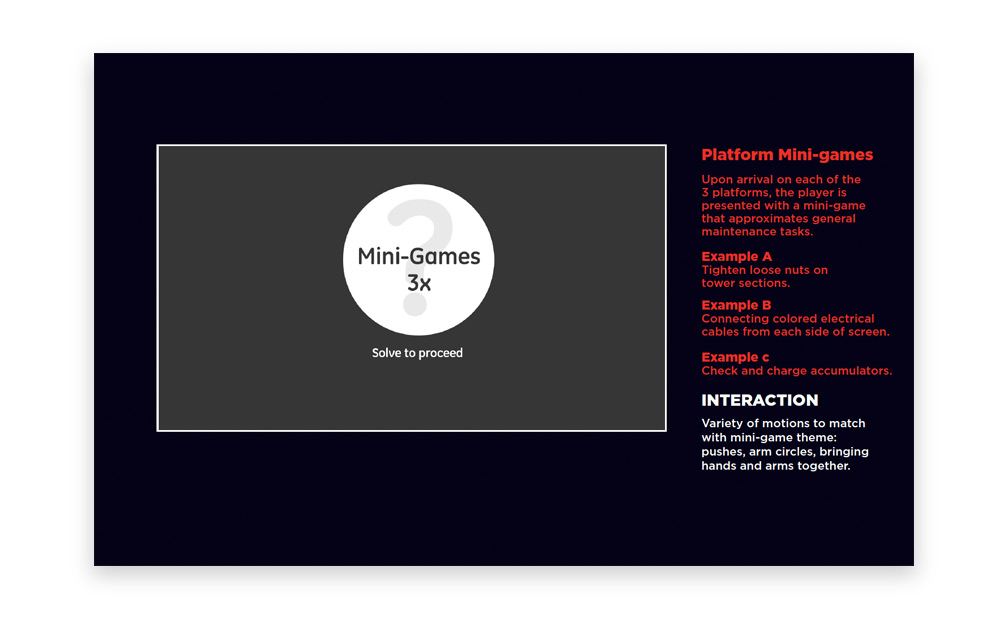 Mini-Games
3x
Solve to proceed
Platform Mini-games
Upon arrival on each of the
3 platforms, the player is
presented with a mini-game
that approximates general
maintenance tasks.
Example A
Tighten loose nuts on
tower sections.
Example B
Connecting colored electrical
cables from each side of screen.
Example c
Check and charge accumulators.
INTERACTION
Variety of motions to match
with mini-game theme:
pushes, arm circles, bringing
hands and arms together.